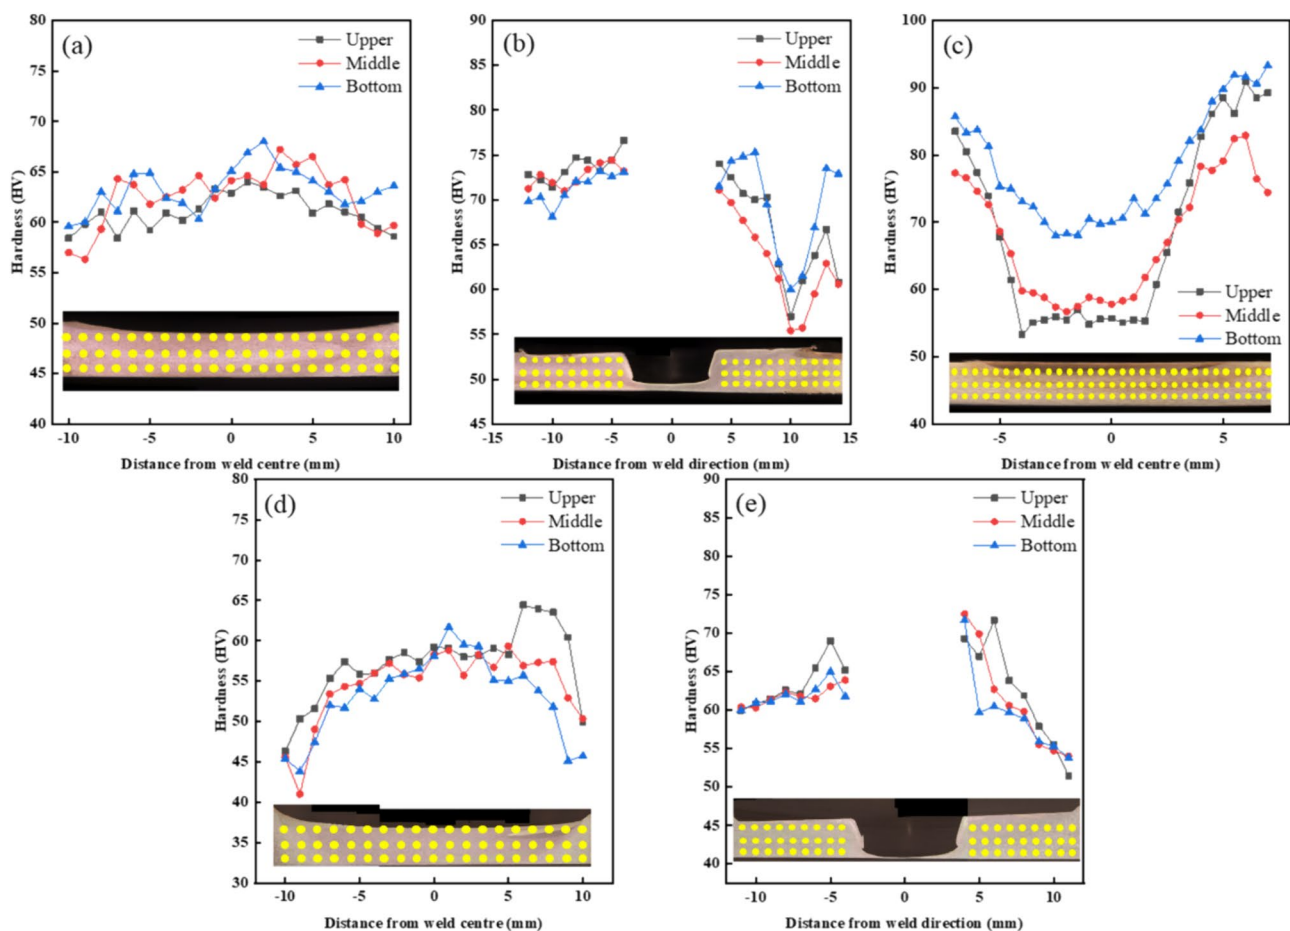 (a)
Upper
Middle
Bottom
Hardness (HV)
80
75
70
65
60
55
50
45
40
-10
-5
0
5
10
Distance from weld centre (mm)
(b)
Upper
Middle
Bottom
Hardness (HV)
90
85
80
75
70
65
60
55
50
45
-15
-10
-5
0
5
10
15
Distance from weld direction (mm)
(c)
Upper
Middle
Bottom
Hardness (HV)
100
90
80
70
60
50
40
-5
0
5
Distance from weld centre (mm)
(d)
Upper
Middle
Bottom
Hardness (HV)
80
75
70
65
60
55
50
45
40
35
30
-10
-5
0
5
10
Distance from weld centre (mm)
(e)
Upper
Middle
Bottom
Hardness (HV)
90
85
80
75
70
65
60
55
50
45
40
-10
-5
0
5
10
Distance from weld direction (mm)